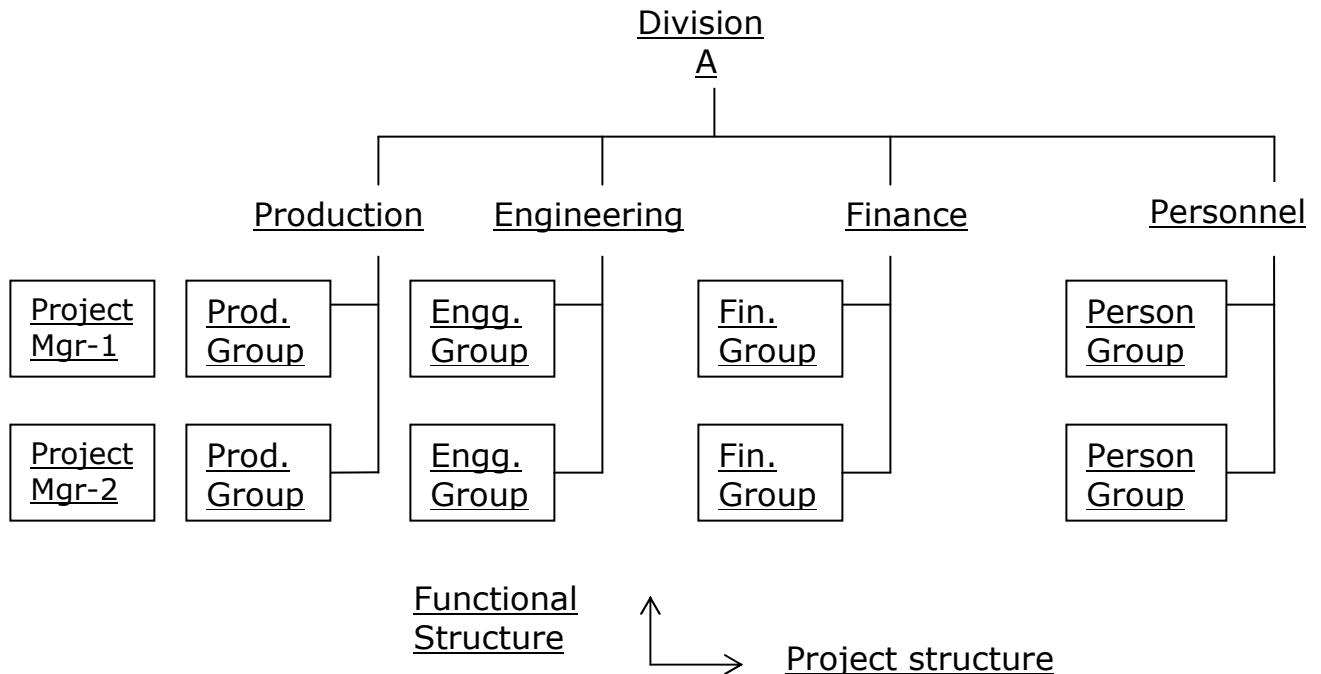 Division
A
Production
Engineering
Finance
Personnel
Project
Mgr-1
Prod.
Group
Engg.
Group
Fin.
Group
Person
Group
Project
Mgr-2
Prod.
Group
Engg.
Group
Fin.
Group
Person
Group
Functional
Structure
Project structure